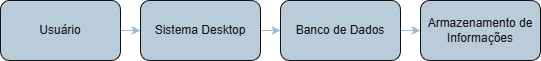 Usuário
Sistema Desktop
Banco de Dados
Armazenamento de
Informações